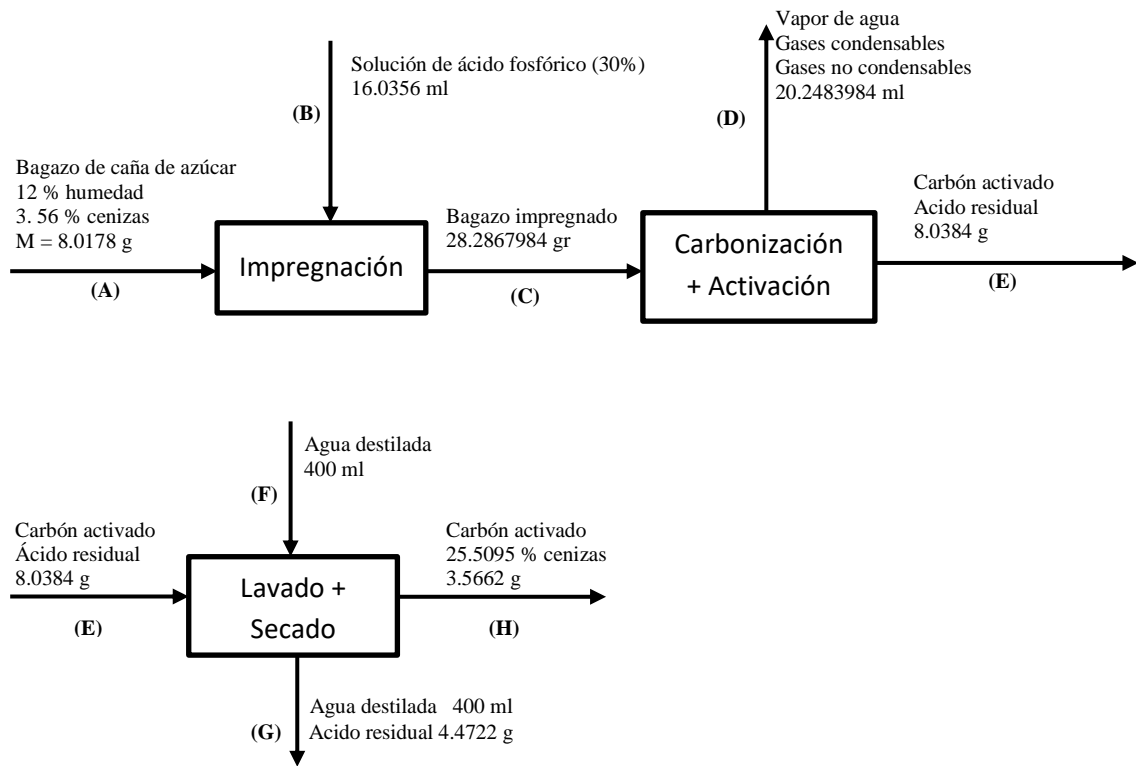 Vapor de agua
Gases condensables
Gases no condensables
20.2483984 ml
(D)
Solución de ácido fosfórico (30%)
16.0356 ml
(B)
Bagazo de caña de azúcar
12 % humedad
3. 56 % cenizas
M = 8.0178 g
(A)
Impregnación
Bagazo impregnado
28.2867984 gr
(C)
Carbonización
+ Activación
Carbón activado
Acido residual
8.0384 g
(E)
Agua destilada
400 ml
(F)
Carbón activado
Ácido residual
8.0384 g
(E)
Lavado +
Secado
Carbón activado
25.5095 % cenizas
3.5662 g
(H)
Agua destilada 400 ml
Acido residual 4.4722 g
(G)